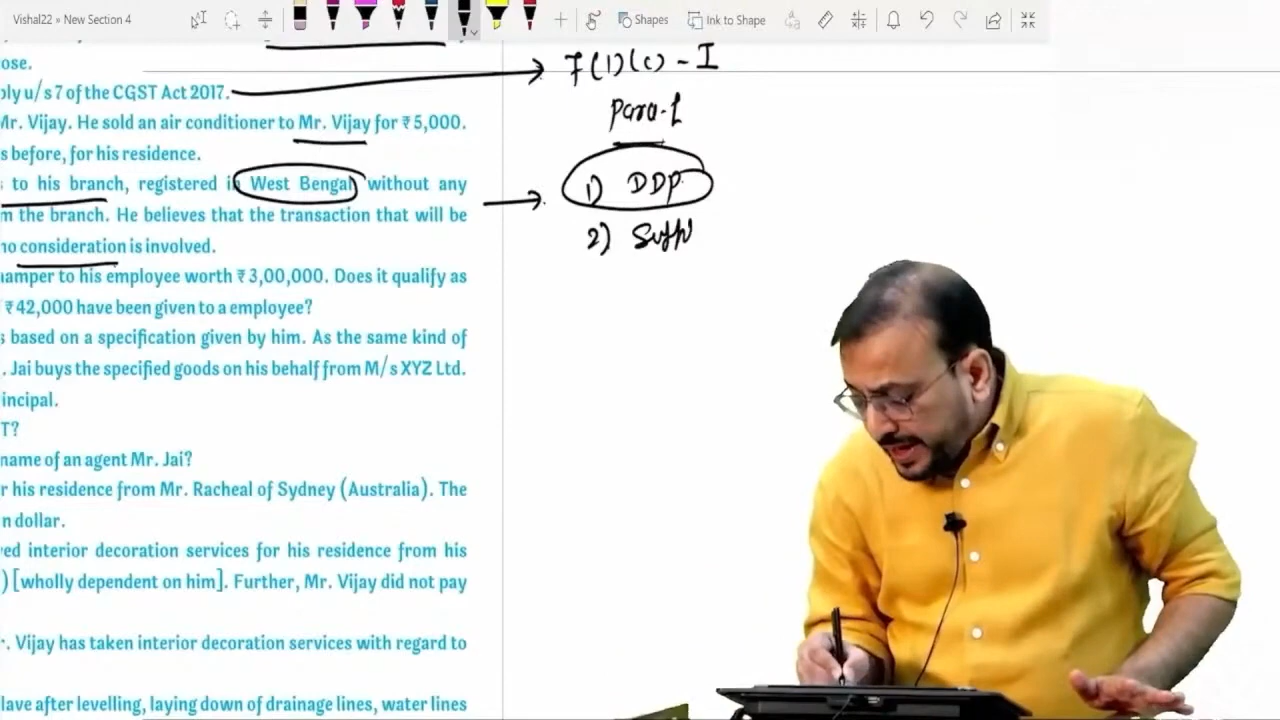 Vishal22 » New Section 4
Shapes
Ink to Shape
ose.
ply u/s 7 of the CGST Act 2017.
Mr. Vijay. He sold an air conditioner to Mr. Vijay for ₹ 5,000.
s before, for his residence.
to his branch, registered in West Bengal without any
m the branch. He believes that the transaction that will be
no consideration is involved.
hamper to his employee worth ₹ 3,00,000. Does it qualify as
₹ 42,000 have been given to a employee?
s based on a specification given by him. As the same kind of
. Jai buys the specified goods on his behalf from M/s XYZ Ltd.
incipal.
T?
name of an agent Mr. Jai?
r his residence from Mr. Racheal of Sydney (Australia). The
n dollar.
ed interior decoration services for his residence from his
) [wholly dependent on him]. Further, Mr. Vijay did not pay
r. Vijay has taken interior decoration services with regard to
lave after levelling, laying down of drainage lines, water lines
7(1)(c) - I
Para-1
1) DDP
2) Suppl